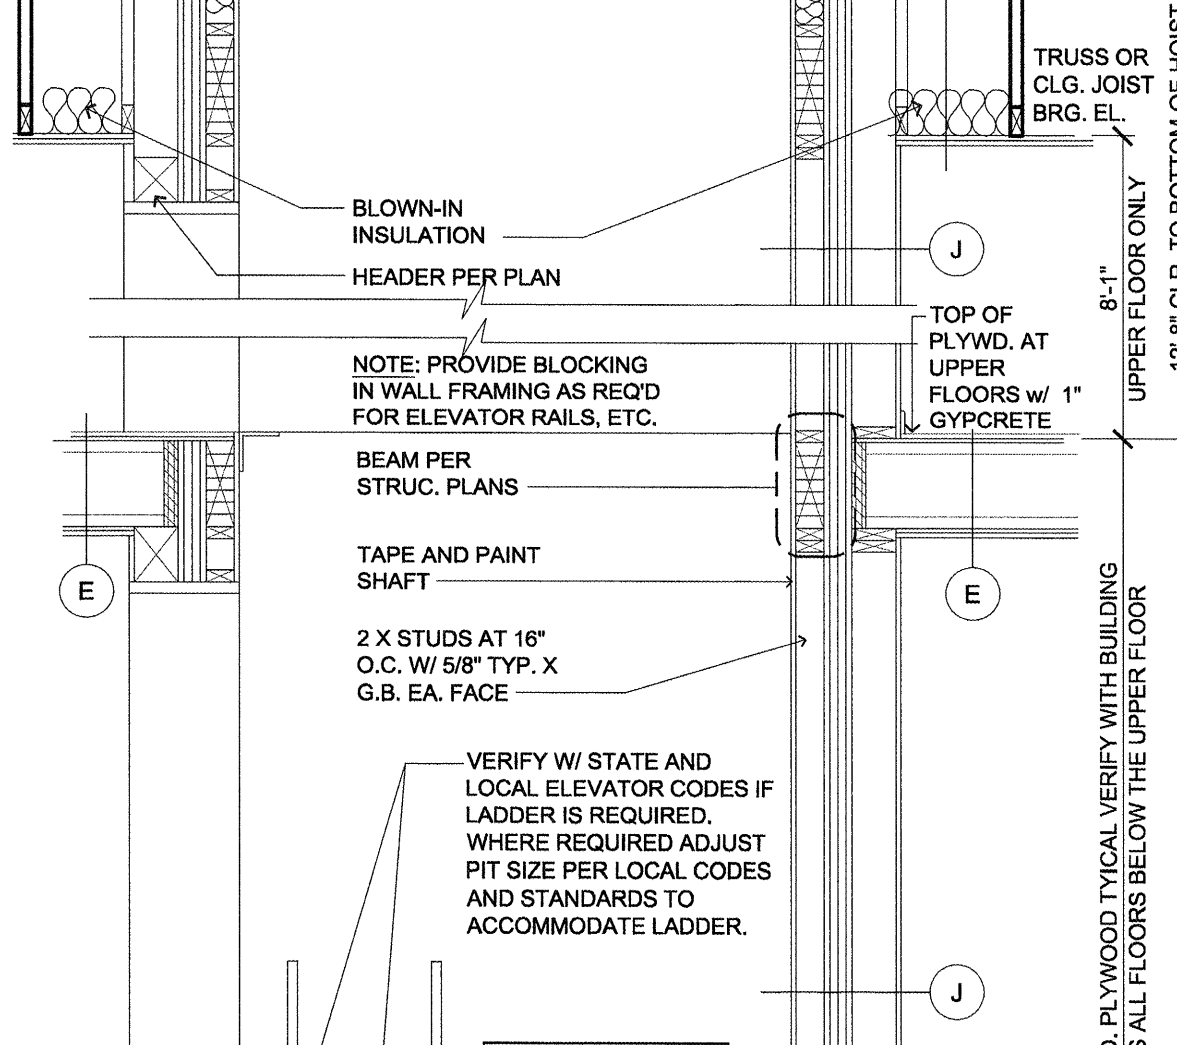 TRUSS OR
CLG. JOIST
BRG. EL.
BLOWN-IN
INSULATION
HEADER PER PLAN
J
8'-1"
UPPER FLOOR ONLY
TO BOTTOM OF HOIST
TOP OF
PLYWD. AT
UPPER
FLOORS w/ 1"
GYPCRETE
NOTE: PROVIDE BLOCKING
IN WALL FRAMING AS REQ'D
FOR ELEVATOR RAILS, ETC.
BEAM PER
STRUC. PLANS
TAPE AND PAINT
SHAFT
E
E
2 X STUDS AT 16"
O.C. W/ 5/8" TYP. X
G.B. EA. FACE
VERIFY W/ STATE AND
LOCAL ELEVATOR CODES IF
LADDER IS REQUIRED.
WHERE REQUIRED ADJUST
PIT SIZE PER LOCAL CODES
AND STANDARDS TO
ACCOMMODATE LADDER.
J
PLYWOOD TYICAL VERIFY WITH BUILDING
ALL FLOORS BELOW THE UPPER FLOOR